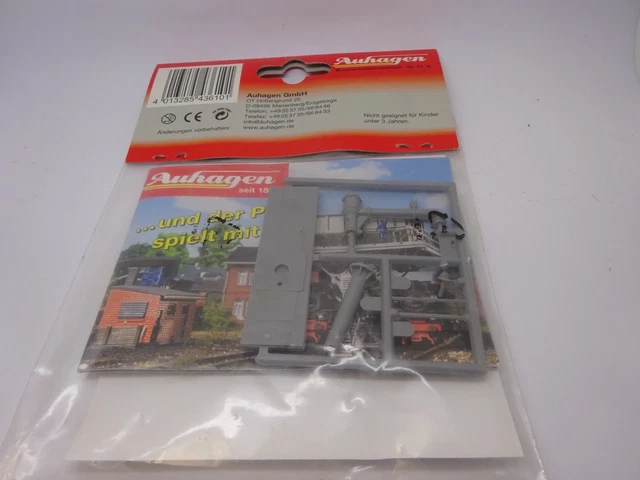 Auhagen
4 013285 436101
CE
Änderungen vorbehalten!
Auhagen GmbH
OT Hüttengrund 25
D-09496 Marienberg/Erzgebirge
Telefon: +49 (0) 37 35/66 84 66
Telefax: +49 (0) 37 35/66 84 33
info@auhagen.de
www.auhagen.de
Nicht geeignet für Kinder
unter 3 Jahren.
Auhagen
seit 18
...und der P
spielt mit